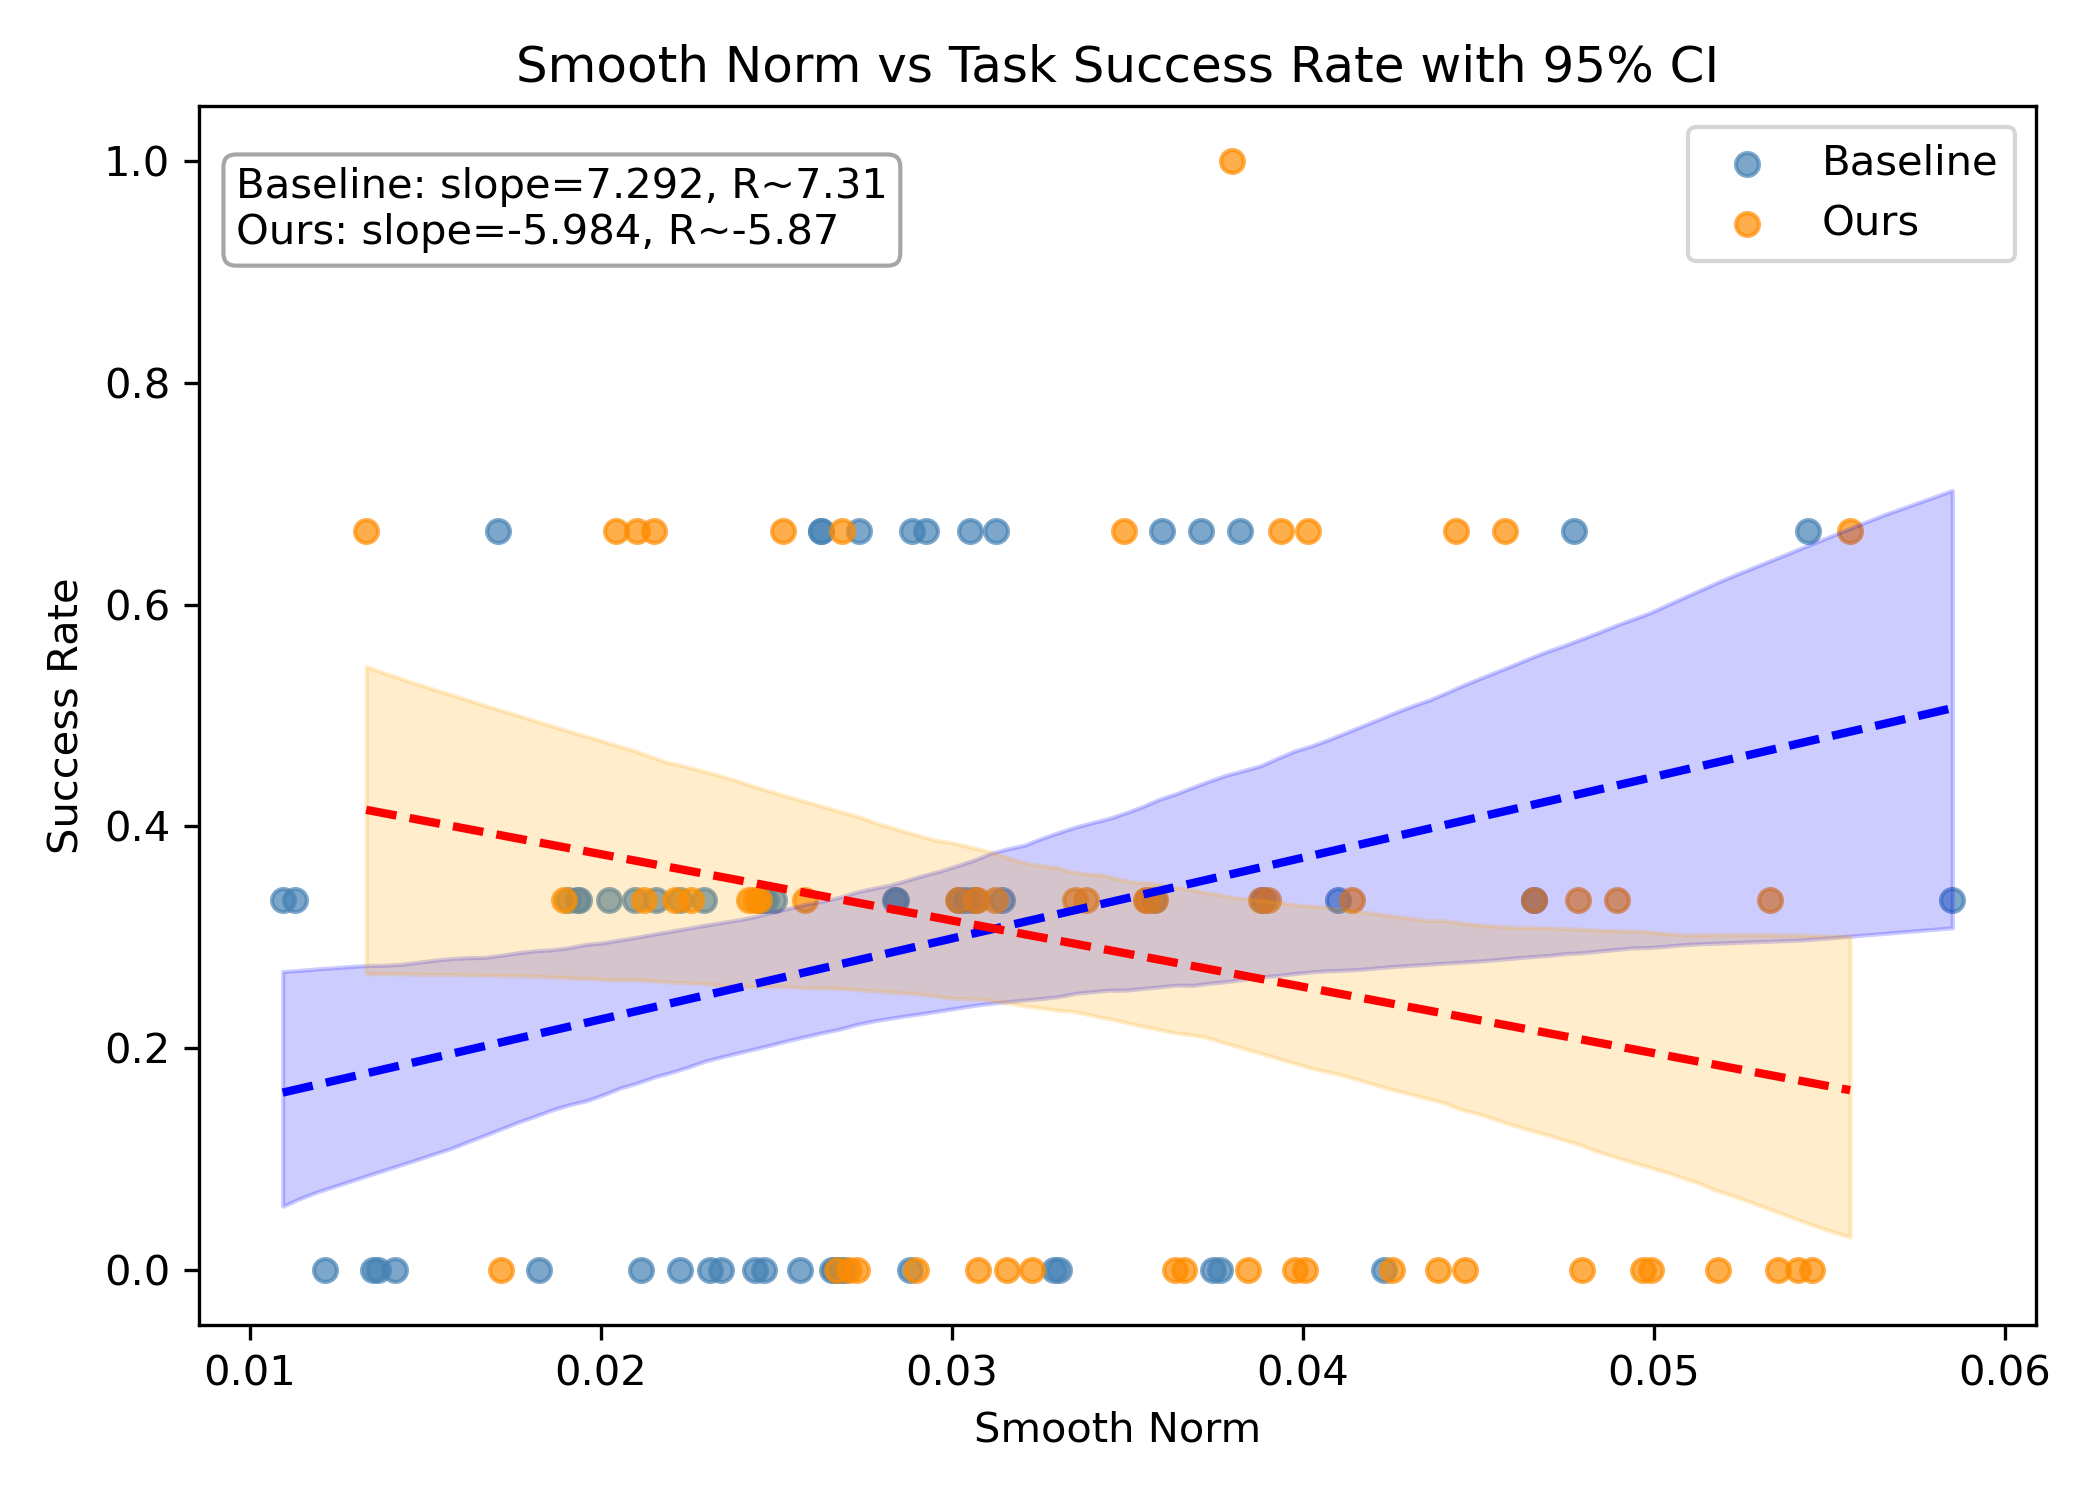 Smooth Norm vs Task Success Rate with 95% CI
Baseline: slope=7.292, R~7.31
Ours: slope=-5.984, R~-5.87
Baseline
Ours
Success Rate
1.0
0.8
0.6
0.4
0.2
0.0
0.01 0.02 0.03 0.04 0.05 0.06
Smooth Norm